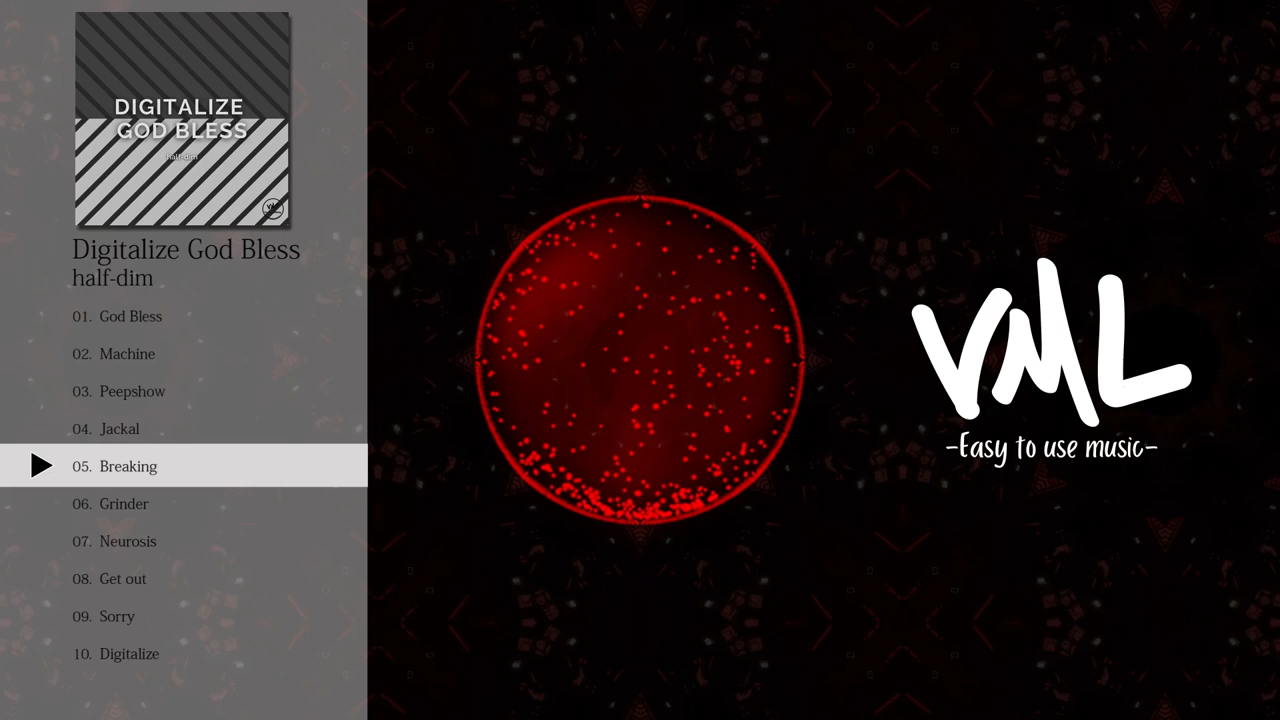 DIGITALIZE
GOD BLESS
half-dim
Digitalize God Bless
half-dim
01. God Bless
02. Machine
03. Peepshow
04. Jackal
05. Breaking
06. Grinder
07. Neurosis
08. Get out
09. Sorry
10. Digitalize
VML
-Easy to use music-